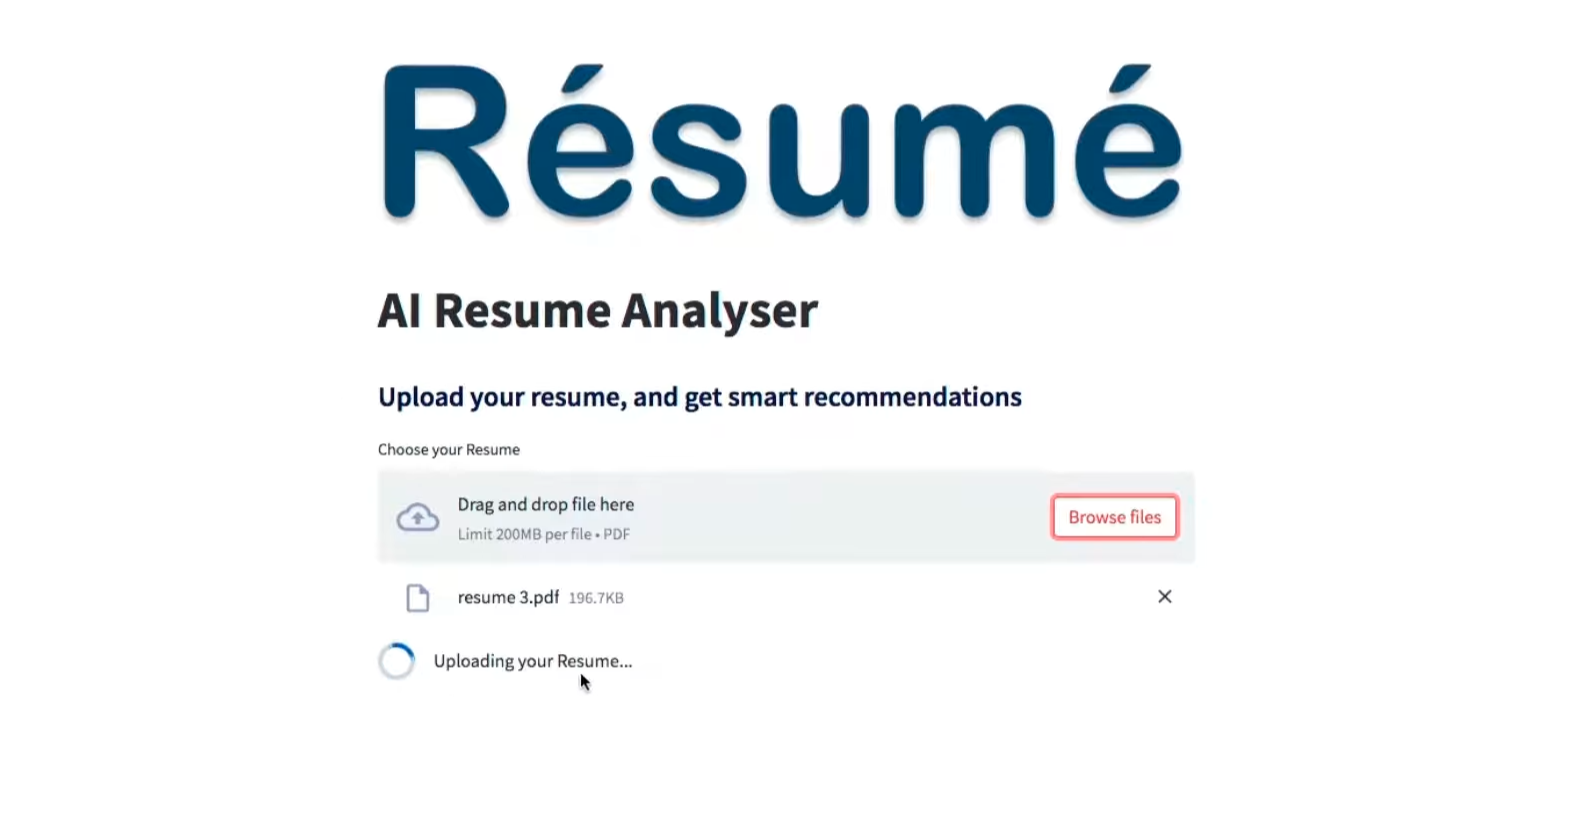 Résumé
AI Resume Analyser
Upload your resume, and get smart recommendations
Choose your Resume
Drag and drop file here
Limit 200MB per file • PDF
Browse files
resume 3.pdf 196.7KB
Uploading your Resume...